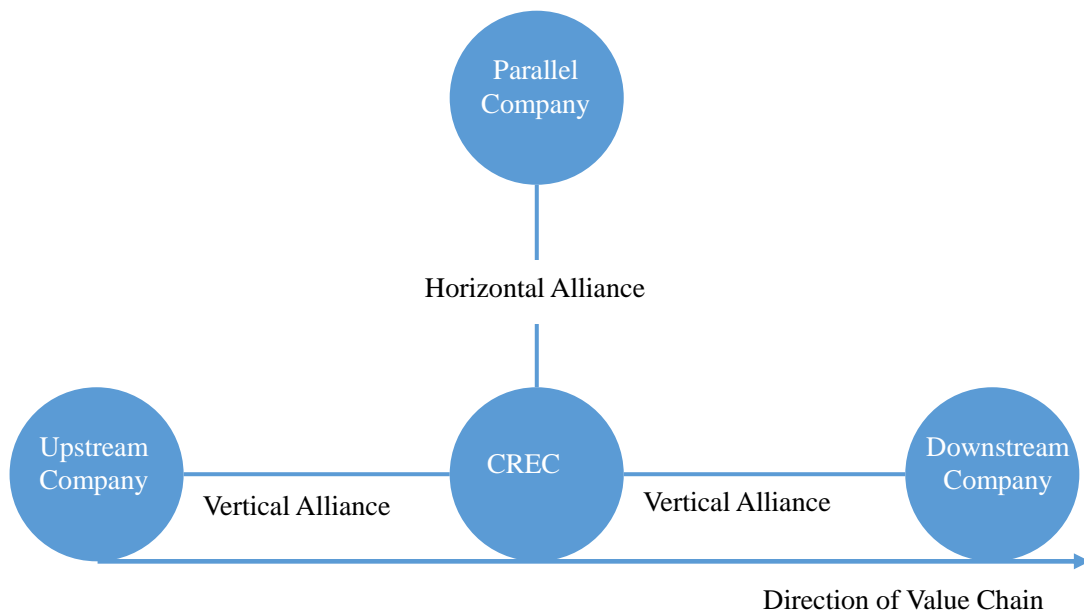 Parallel
Company
Horizontal Alliance
Upstream
Company
CREC
Downstream
Company
Vertical Alliance
Vertical Alliance
Direction of Value Chain